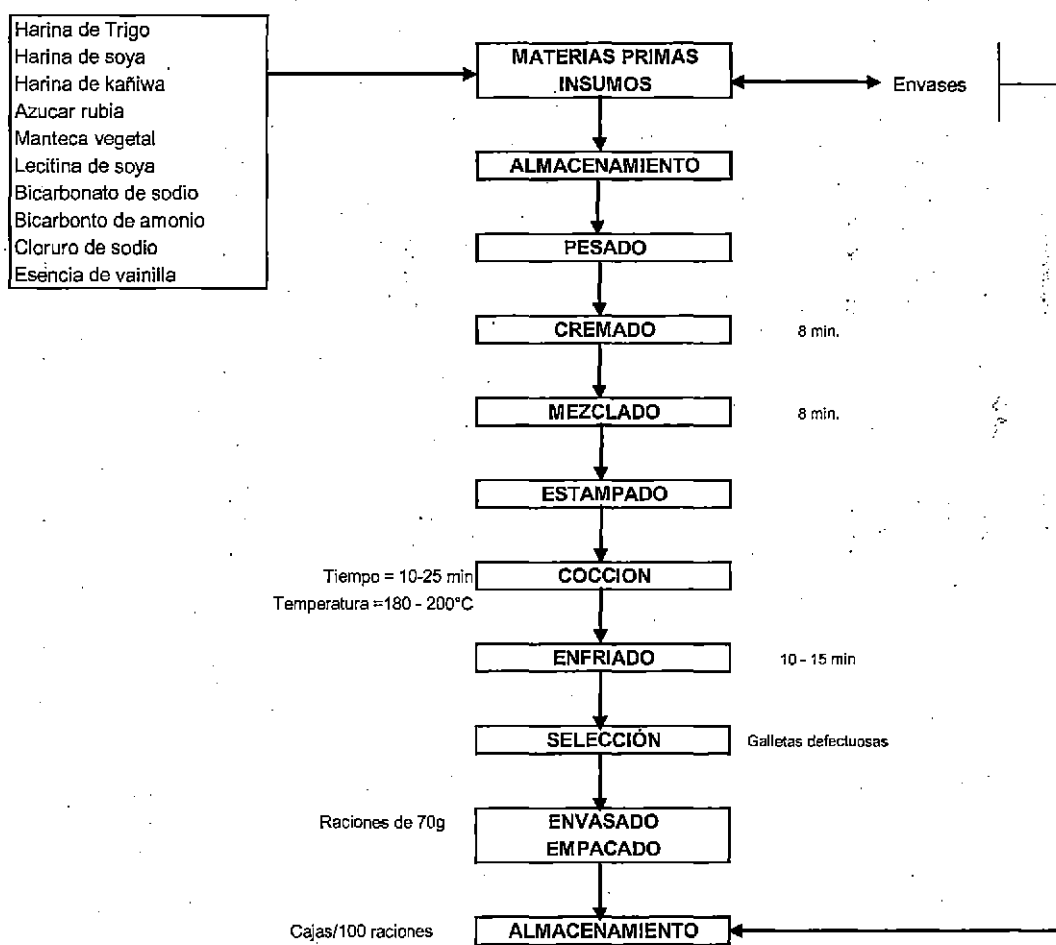 Harina de Trigo
Harina de soya
Harina de kañiwa
Azucar rubia
Manteca vegetal
Lecitina de soya
Bicarbonato de sodio
Bicarbonto de amonio
Cloruro de sodio
Esencia de vainilla
MATERIAS PRIMAS
INSUMOS
Envases
ALMACENAMIENTO
PESADO
CREMADO
8 min.
MEZCLADO
8 min.
ESTAMPADO
Tiempo = 10-25 min
Temperatura =180 - 200°C
COCCION
ENFRIADO
10 - 15 min
SELECCIÓN
Galletas defectuosas
Raciones de 70g
ENVASADO
EMPACADO
Cajas/100 raciones
ALMACENAMIENTO